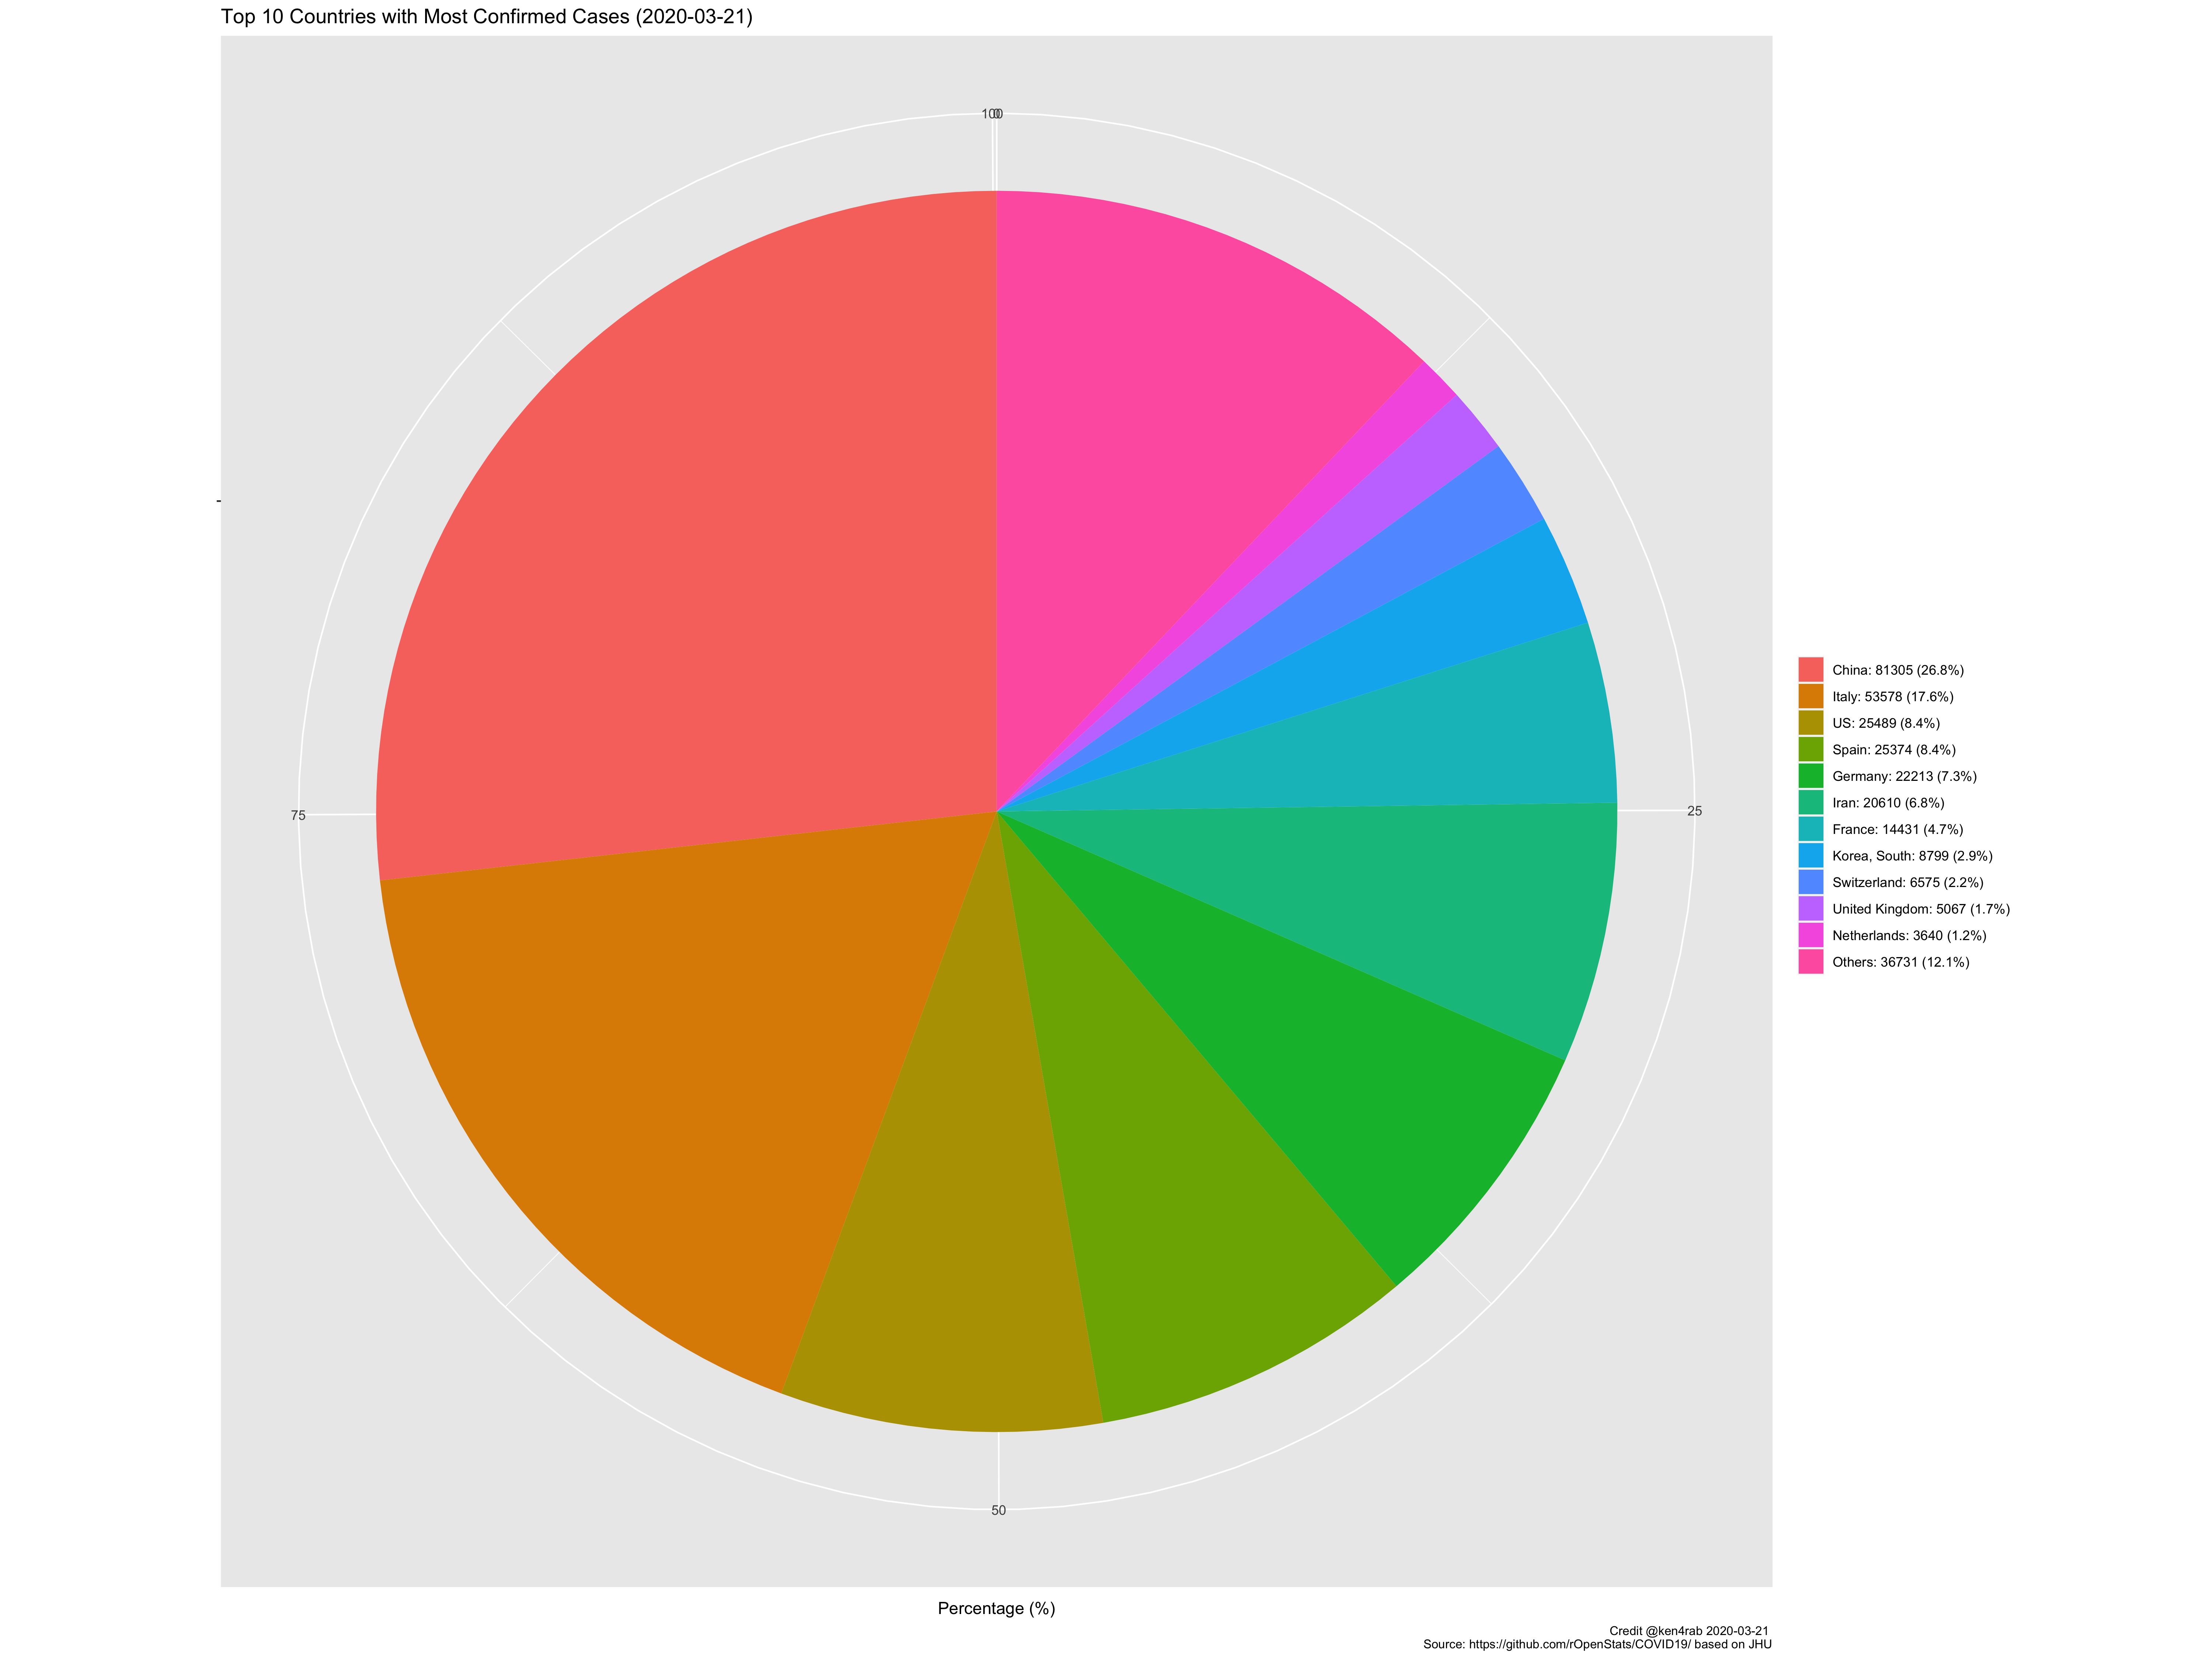 Top 10 Countries with Most Confirmed Cases (2020-03-21)
100
0
75
25
50
China: 81305 (26.8%)
Italy: 53578 (17.6%)
US: 25489 (8.4%)
Spain: 25374 (8.4%)
Germany: 22213 (7.3%)
Iran: 20610 (6.8%)
France: 14431 (4.7%)
Korea, South: 8799 (2.9%)
Switzerland: 6575 (2.2%)
United Kingdom: 5067 (1.7%)
Netherlands: 3640 (1.2%)
Others: 36731 (12.1%)
Percentage (%)
Credit @ken4rab 2020-03-21
Source: https://github.com/rOpenStats/COVID19/ based on JHU